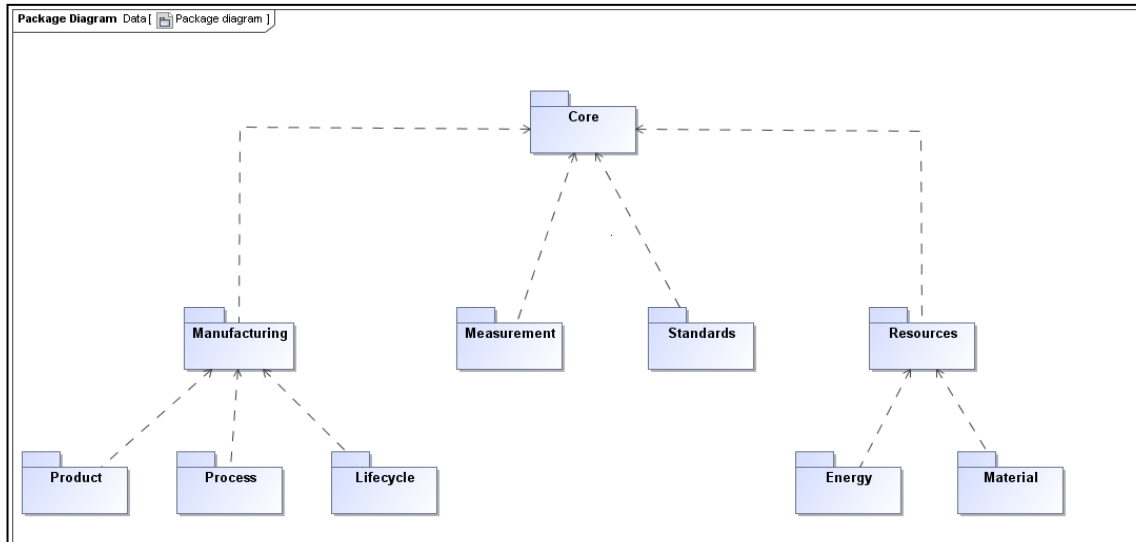 Package Diagram Data [ Package diagram ]
Core
Manufacturing
Measurement
Standards
Resources
Product
Process
Lifecycle
Energy
Material